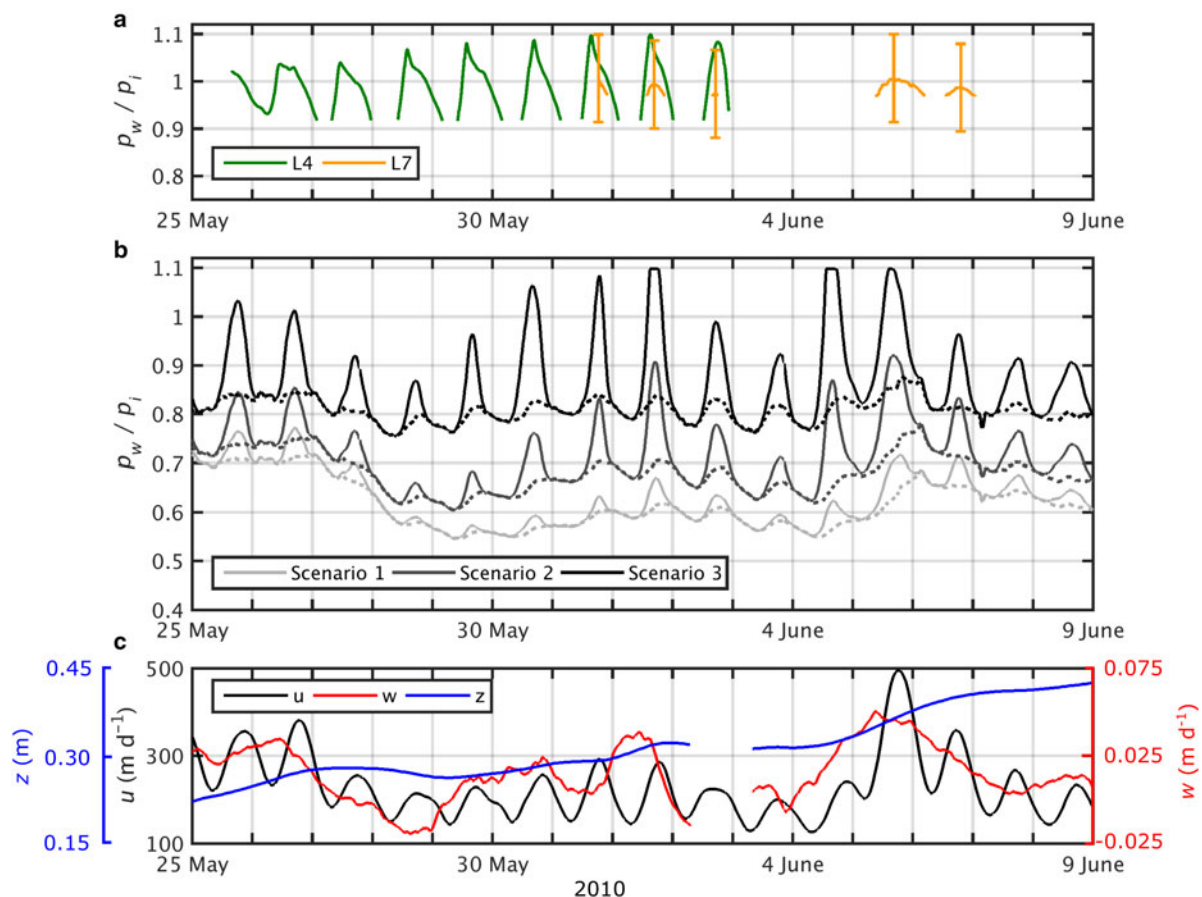 a
1.1
1
0.9
0.8
p_w / p_i
L4 L7
25 May 30 May 4 June 9 June
b
1.1
1
0.9
0.8
0.7
0.6
0.5
0.4
p_w / p_i
Scenario 1 Scenario 2 Scenario 3
25 May 30 May 4 June 9 June
c
0.45 500 0.075
u w z
z (m) 0.30 u (m d⁻¹) 300 0.025 w (m d⁻¹)
0.15 100 -0.025
25 May 30 May 4 June 9 June
2010